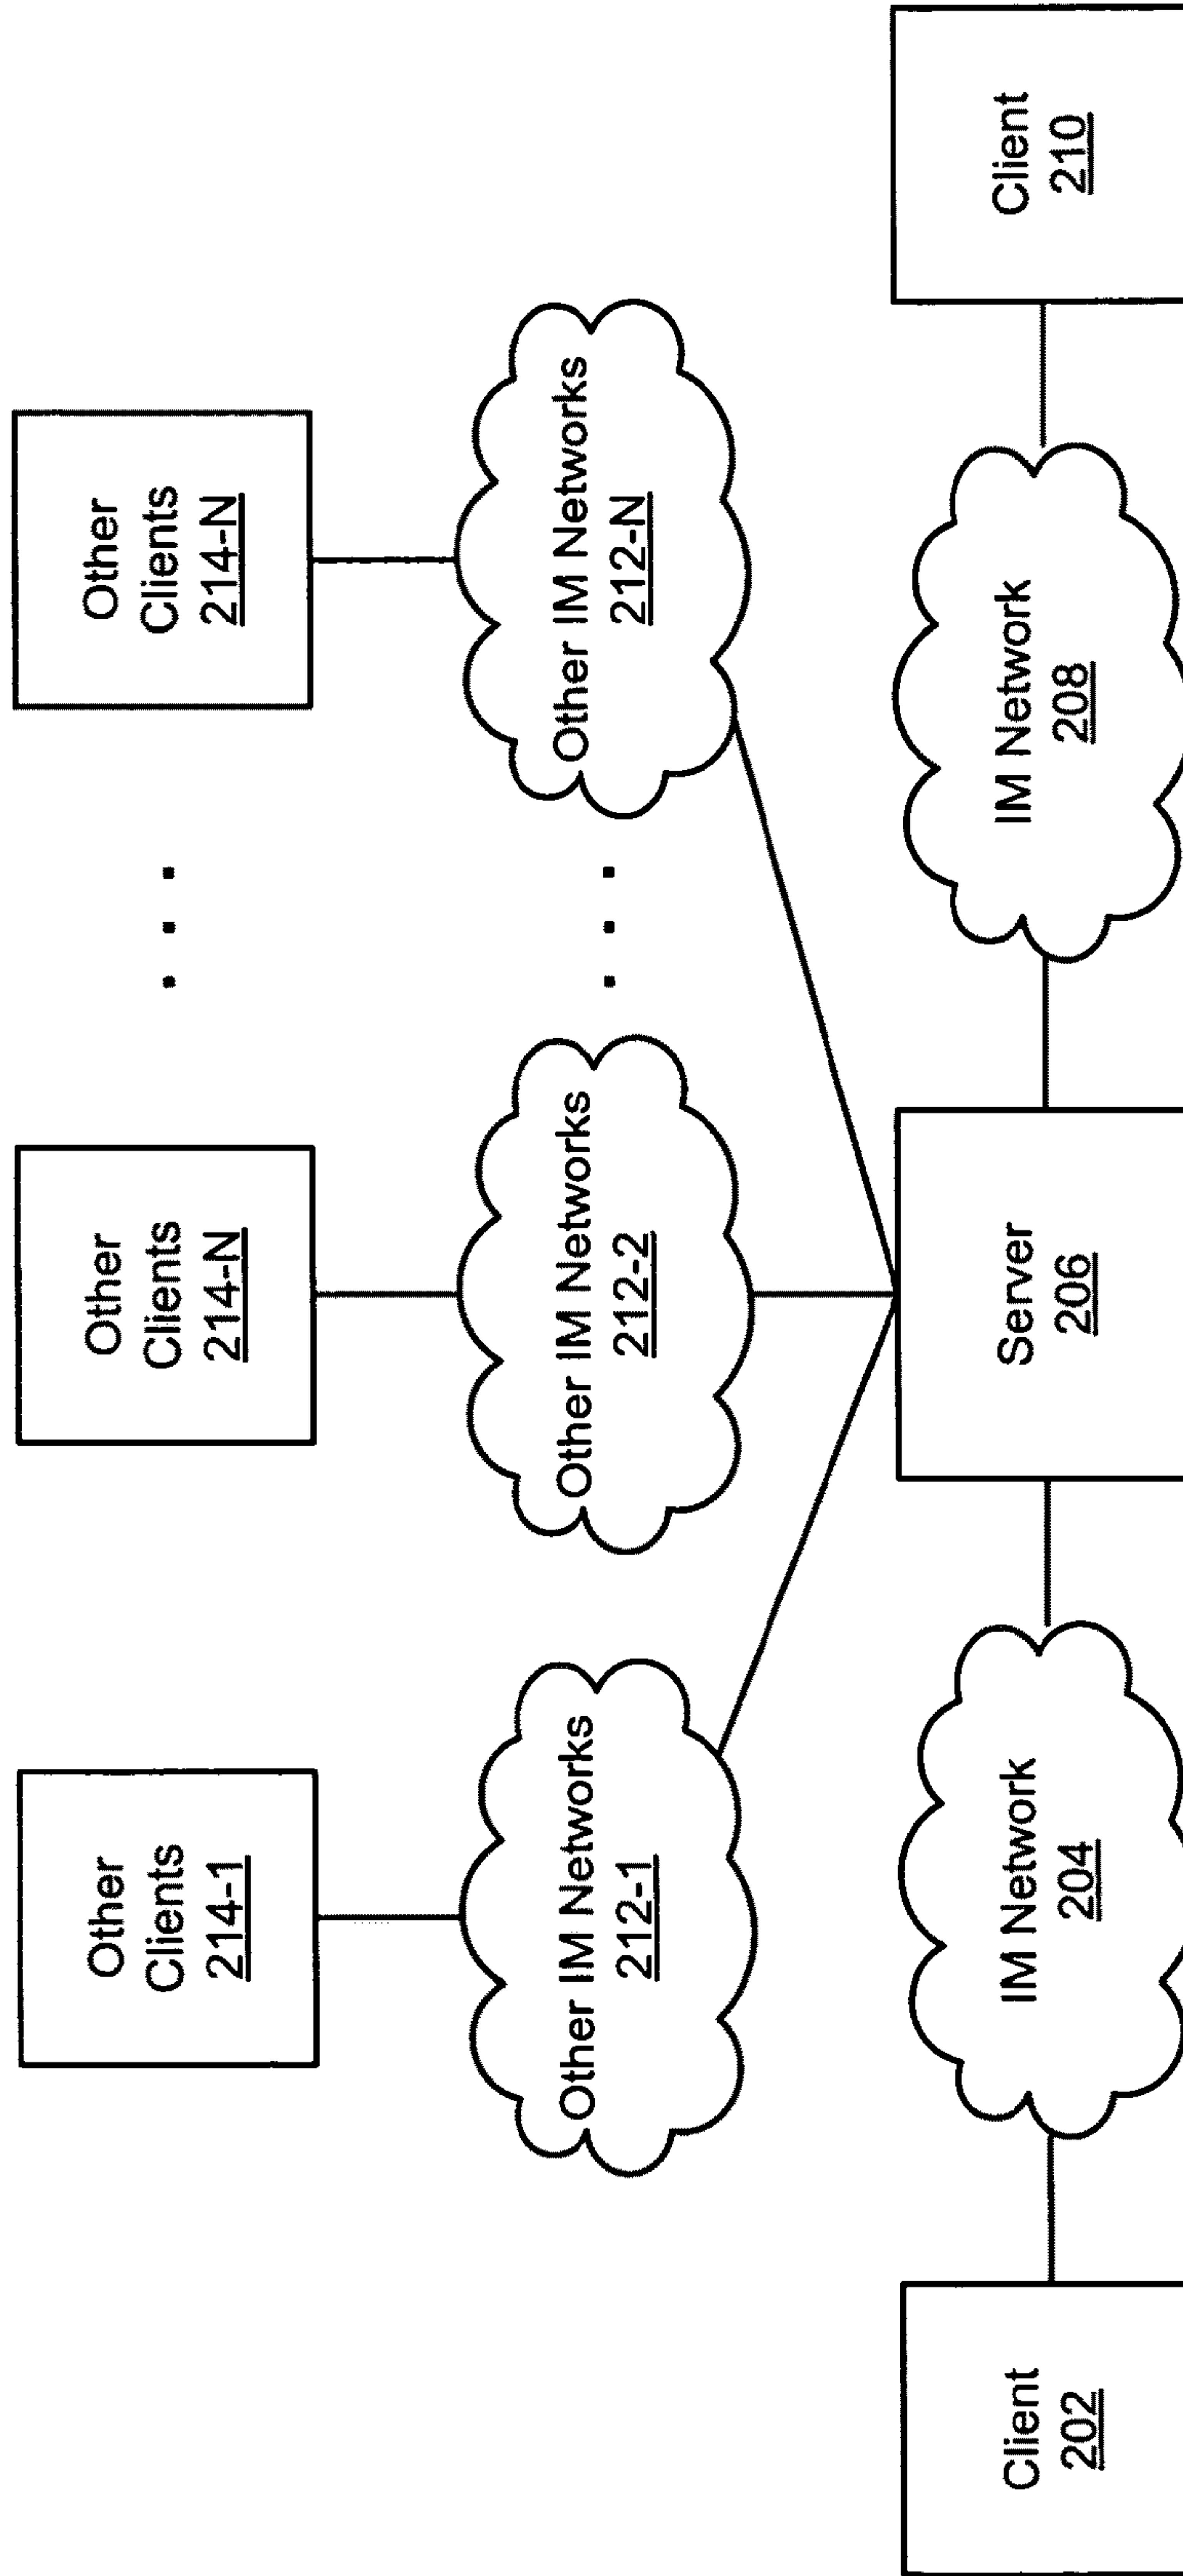 Other
Clients
214-1
Other
Clients
214-N
. . .
Other
Clients
214-N
Other IM Networks
212-1
Other IM Networks
212-2
. . .
Other IM Networks
212-N
Client
202
IM Network
204
Server
206
IM Network
208
Client
210